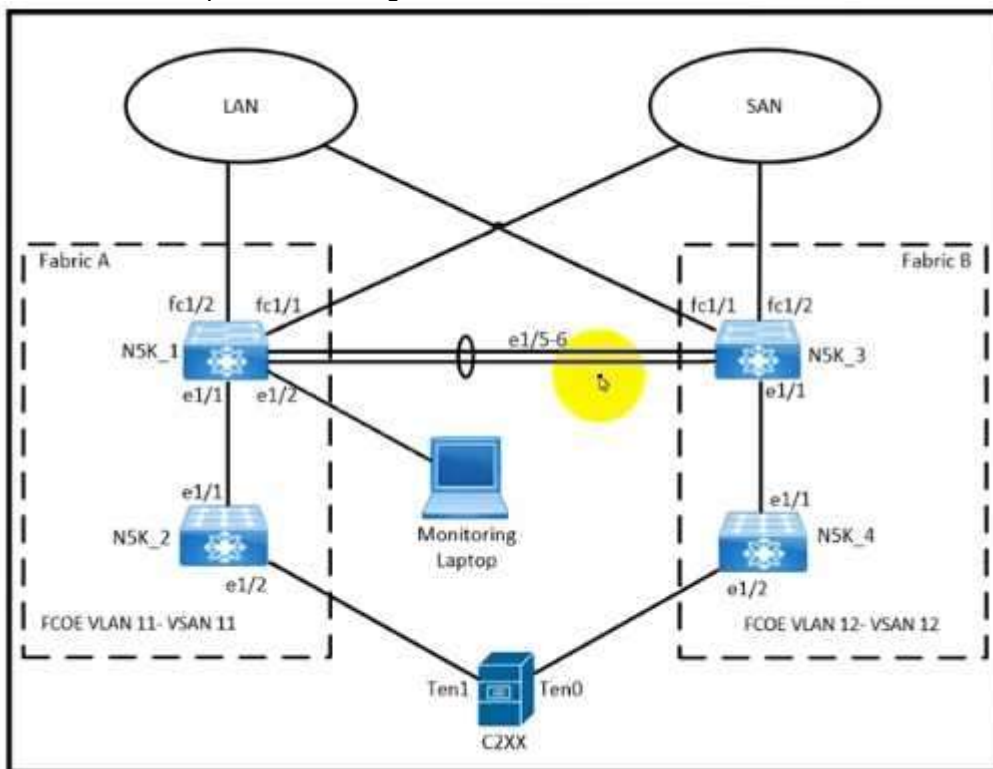 LAN
SAN
Fabric A
Fabric B
fc1/2
fc1/1
fc1/1
fc1/2
e1/5-6
N5K_1
N5K_3
e1/1
e1/2
e1/1
e1/1
e1/1
N5K_2
Monitoring
Laptop
N5K_4
e1/2
e1/2
FCOE VLAN 11- VSAN 11
FCOE VLAN 12- VSAN 12
Ten1
Ten0
C2XX